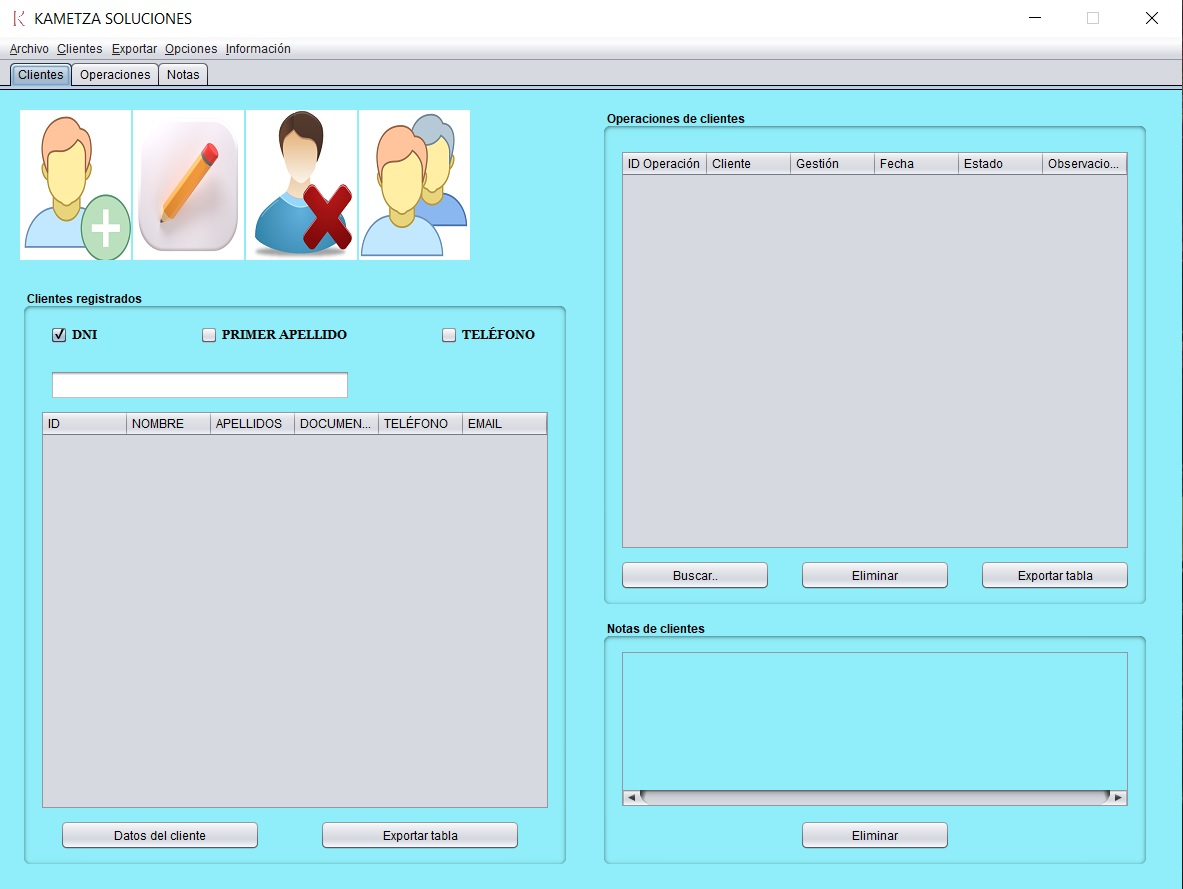 KAMETZA SOLUCIONES
Archivo Clientes Exportar Opciones Información
Clientes Operaciones Notas
Clientes registrados
DNI PRIMER APELLIDO TELÉFONO
ID NOMBRE APELLIDOS DOCUMEN... TELÉFONO EMAIL
Datos del cliente Exportar tabla
Operaciones de clientes
ID Operación Cliente Gestión Fecha Estado Observacio...
Buscar.. Eliminar Exportar tabla
Notas de clientes
Eliminar